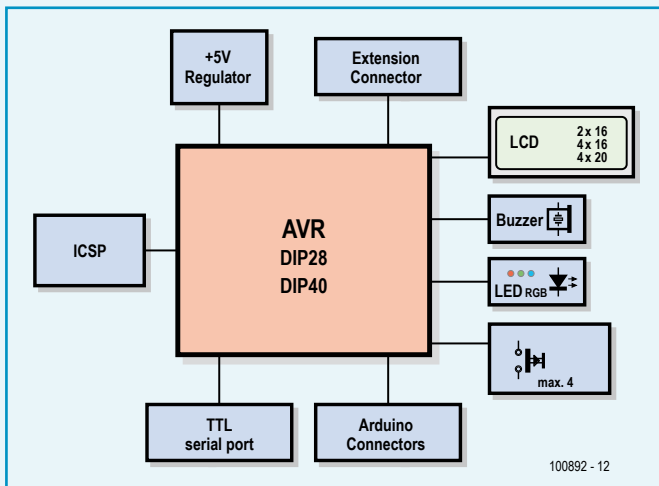 +5V
Regulator
Extension
Connector
LCD
2 x 16
4 x 16
4 x 20
Buzzer
ICSP
AVR
DIP28
DIP40
LED RGB
max. 4
TTL
serial port
Arduino
Connectors
100892 - 12